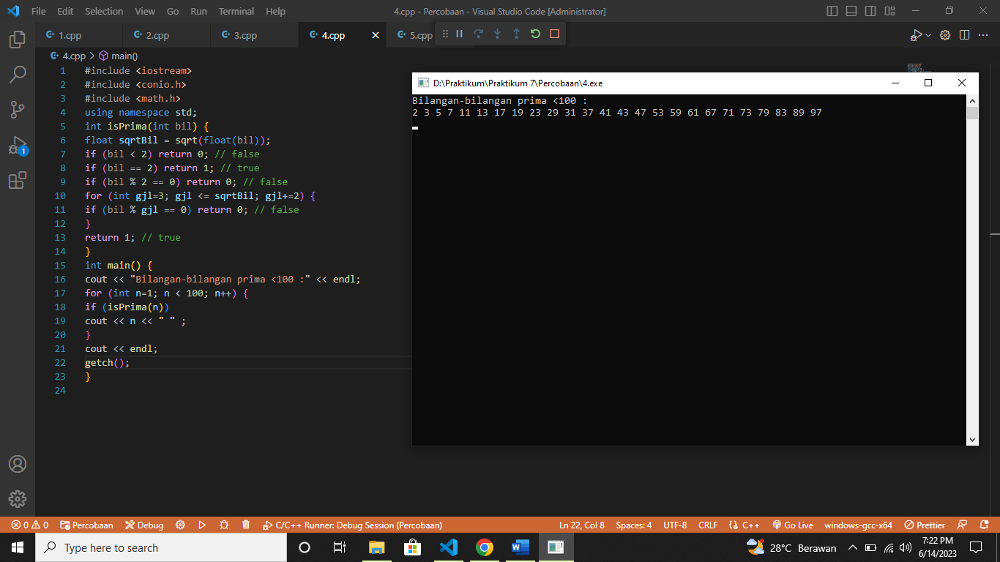 File Edit Selection View Go Run Terminal Help 4.cpp - Percobaan - Visual Studio Code [Administrator]
1.cpp 2.cpp 3.cpp 4.cpp 5.cpp
4.cpp > main()
1 #include <iostream>
2 #include <conio.h>
3 #include <math.h>
4 using namespace std;
5 int isPrima(int bil) {
6 float sqrtBil = sqrt(float(bil));
7 if (bil < 2) return 0; // false
8 if (bil == 2) return 1; // true
9 if (bil % 2 == 0) return 0; // false
10 for (int gjl=3; gjl <= sqrtBil; gjl+=2) {
11 if (bil % gjl == 0) return 0; // false
12 }
13 return 1; // true
14 }
15 int main() {
16 cout << "Bilangan-bilangan prima <100 :" << endl;
17 for (int n=1; n < 100; n++) {
18 if (isPrima(n))
19 cout << n << " " ;
20 }
21 cout << endl;
22 getch();
23 }
24
D:\Praktikum\Praktikum 7\Percobaan\4.exe
Bilangan-bilangan prima <100 :
2 3 5 7 11 13 17 19 23 29 31 37 41 43 47 53 59 61 67 71 73 79 83 89 97
1
0 0 Percobaan Debug C/C++ Runner: Debug Session (Percobaan) Ln 22, Col 8 Spaces: 4 UTF-8 CRLF C++ Go Live windows-gcc-x64 Prettier
Type here to search 28°C Berawan 7:22 PM
6/14/2023